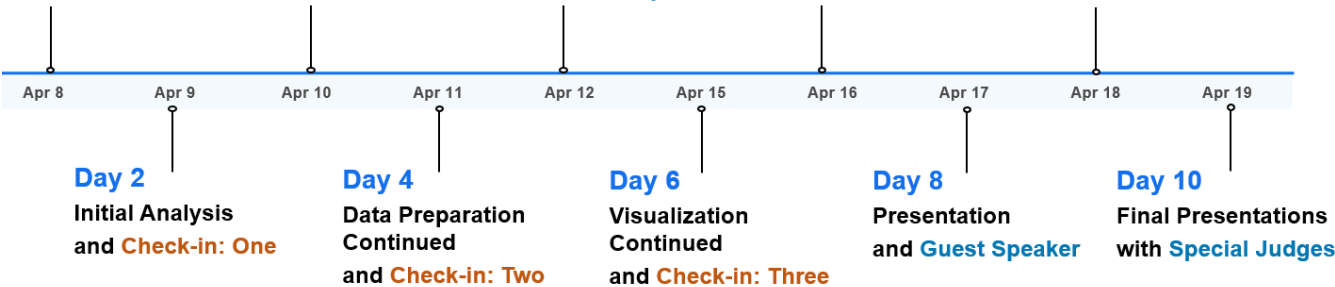 Apr 8 Apr 9 Apr 10 Apr 11 Apr 12 Apr 15 Apr 16 Apr 17 Apr 18 Apr 19
Day 2
Initial Analysis
and Check-in: One
Day 4
Data Preparation
Continued
and Check-in: Two
Day 6
Visualization
Continued
and Check-in: Three
Day 8
Presentation
and Guest Speaker
Day 10
Final Presentations
with Special Judges